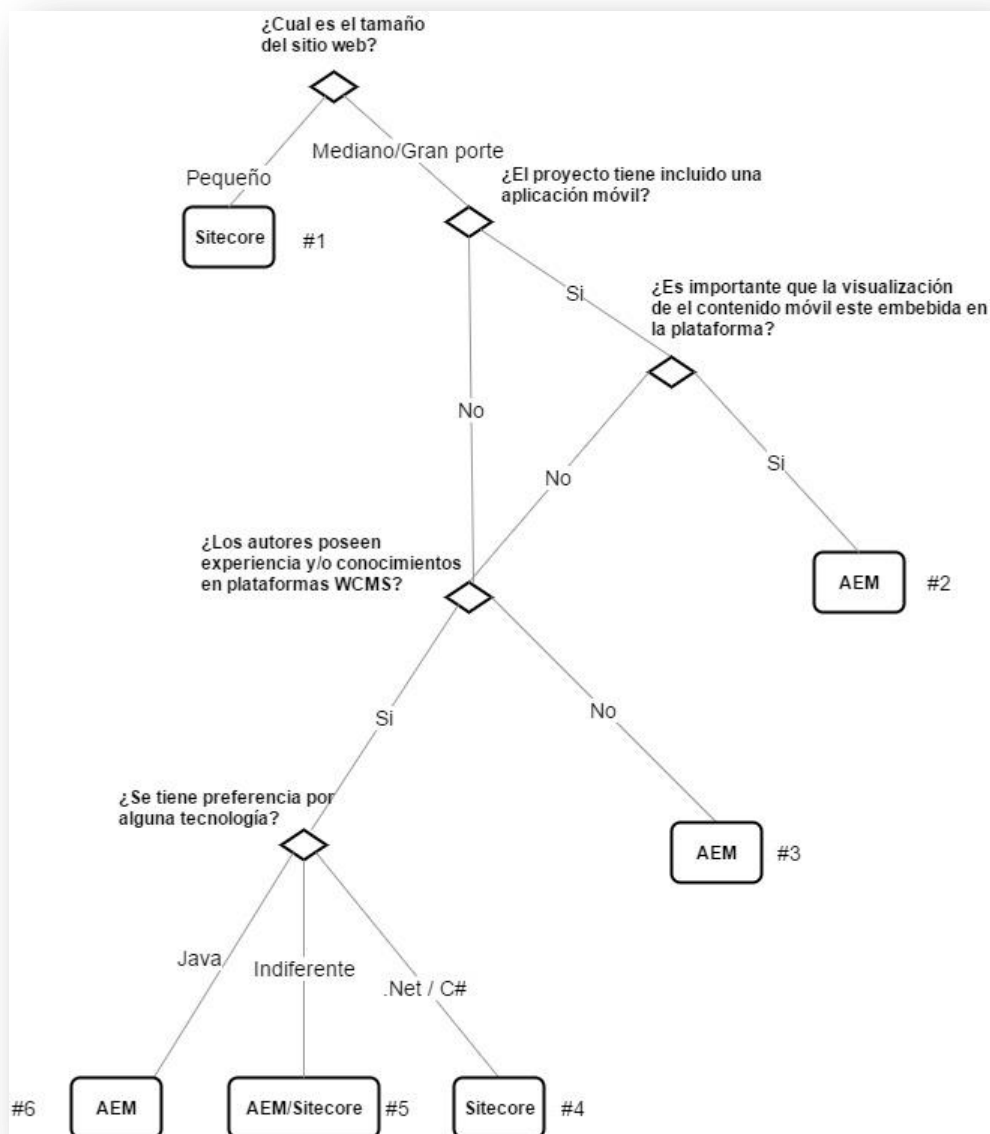 ¿Cual es el tamaño
del sitio web?
Mediano/Gran porte
Pequeño
¿El proyecto tiene incluido una
aplicación móvil?
Sitecore
#1
Si
¿Es importante que la visualización
de el contenido móvil este embebida en
la plataforma?
No
Si
No
¿Los autores poseen
experiencia y/o conocimientos
en plataformas WCMS?
AEM
#2
Si
No
¿Se tiene preferencia por
alguna tecnología?
AEM
#3
Java
Indiferente
.Net / C#
#6
AEM
AEM/Sitecore
#5
Sitecore
#4